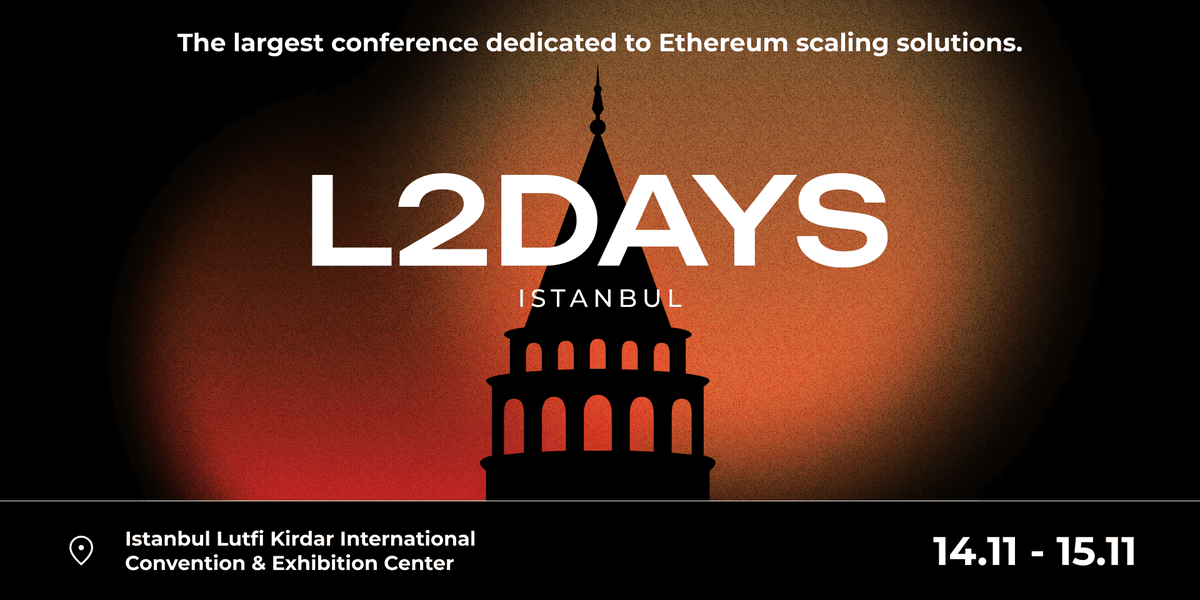 The largest conference dedicated to Ethereum scaling solutions.
L2DAYS
ISTANBUL
Istanbul Lutfi Kirdar International
Convention & Exhibition Center
14.11 - 15.11